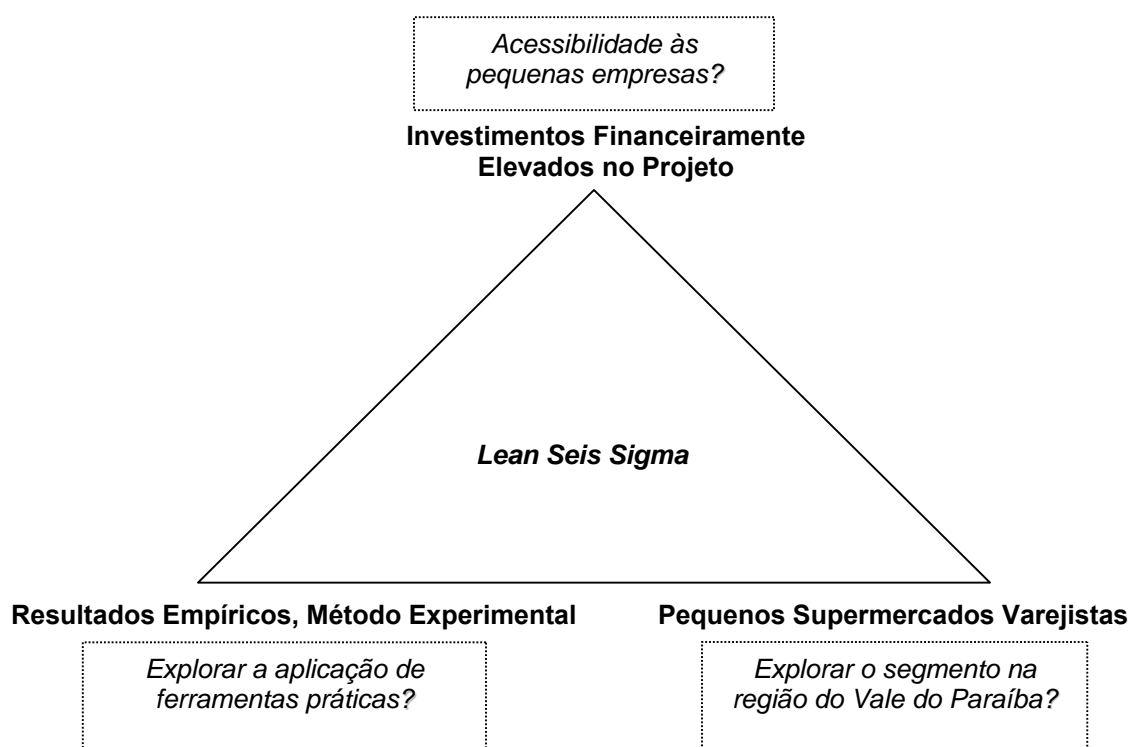 Acessibilidade às
pequenas empresas?
Investimentos Financeiramente
Elevados no Projeto
Lean Seis Sigma
Resultados Empíricos, Método Experimental
Pequenos Supermercados Varejistas
Explorar a aplicação de
ferramentas práticas?
Explorar o segmento na
região do Vale do Paraíba?